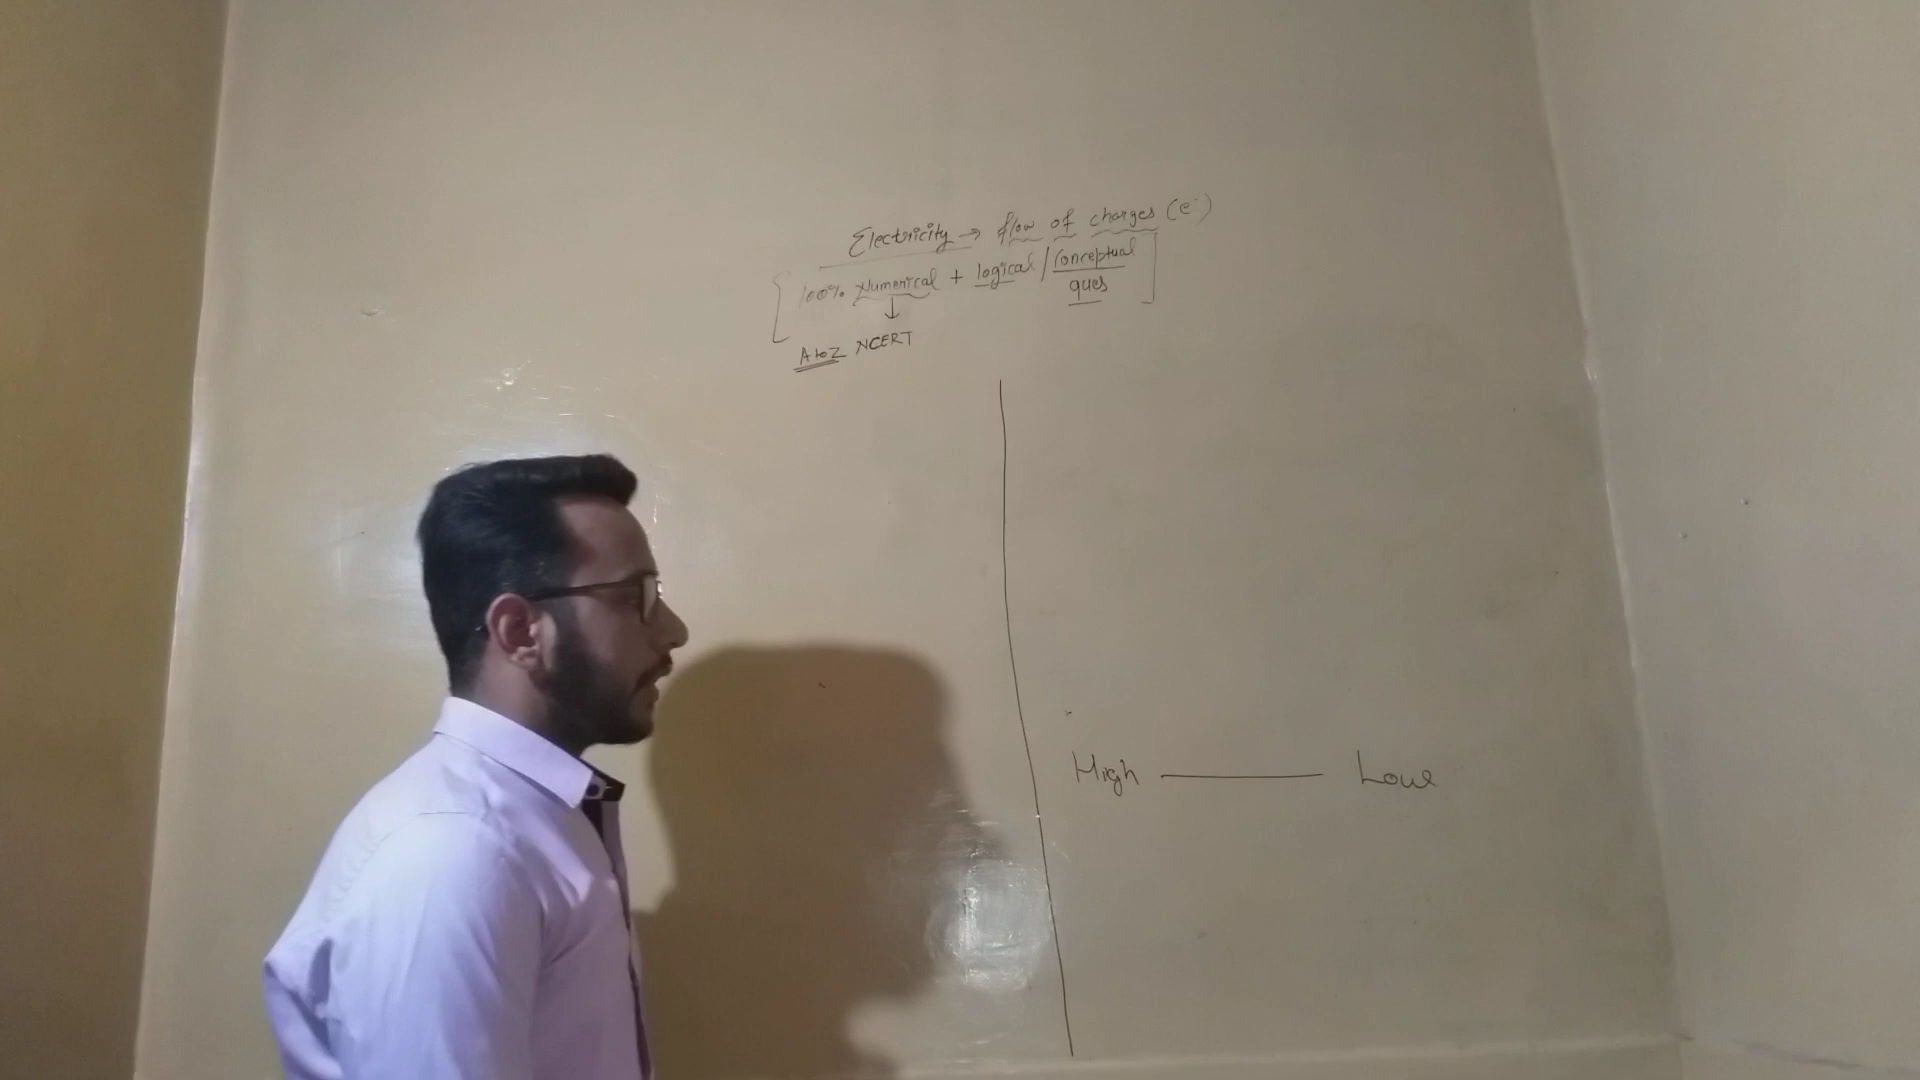 Electricity → flow of charges (e⁻)
[100% Numerical + logical / Conceptual
ques]
↓
A to Z NCERT
High ——— Low